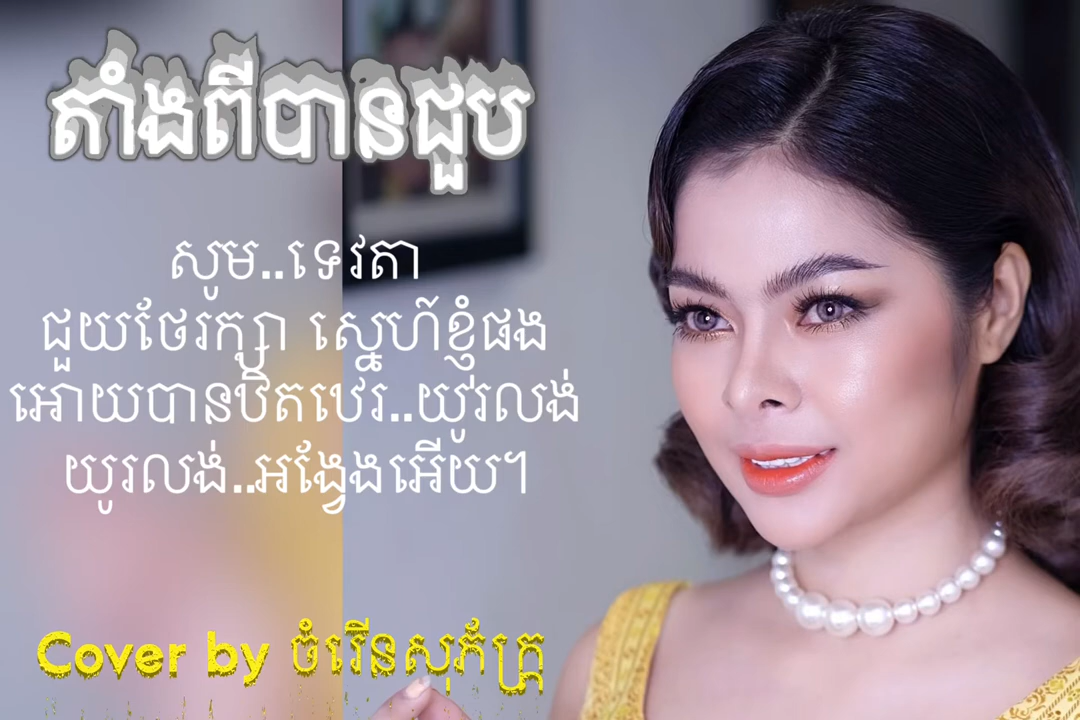 តាំងពីបានជួប
សូម..ទេវតា
ជួយថែរក្សា ស្នេហ៍ខ្ញុំផង
អោយបានឋិតឋេរ..យូរលង់
យូរលង់..អង្វែងអើយៗ
Cover by ចំរើនសុភ័ក្ត្រ